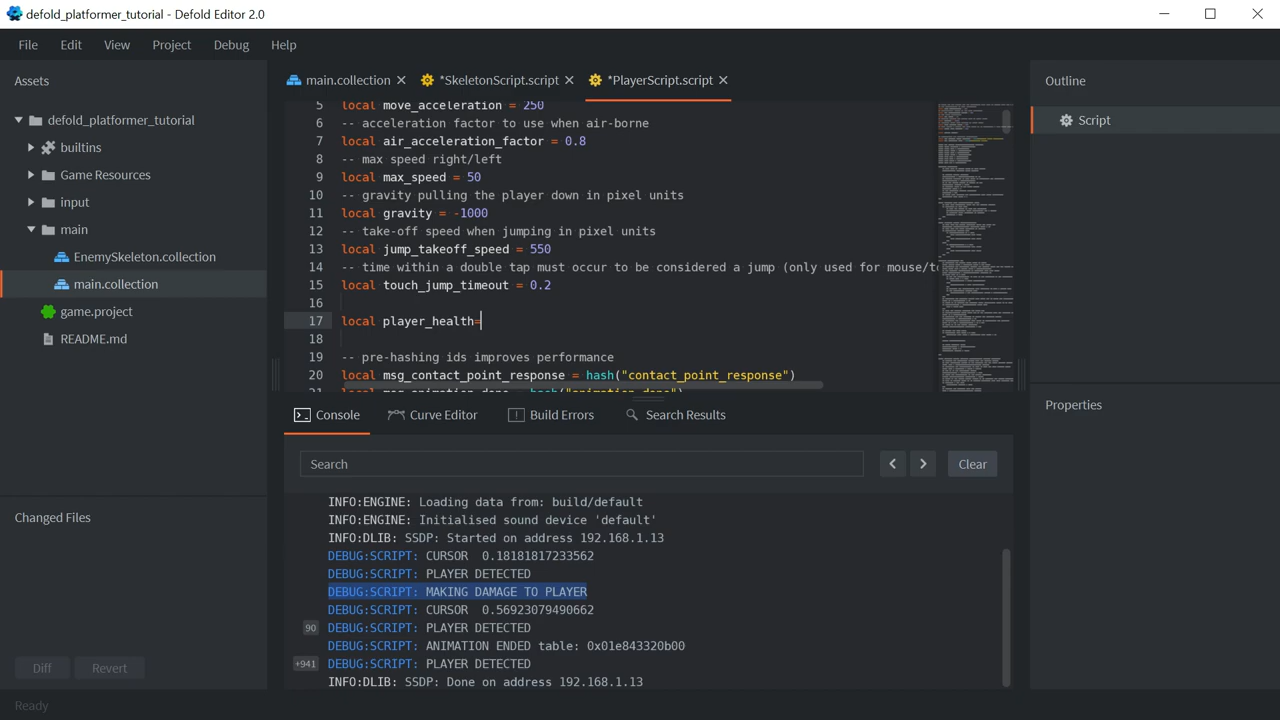 defold_platformer_tutorial - Defold Editor 2.0
File Edit View Project Debug Help
Assets
defold_platformer_tutorial
builtins
Game Resources
input
main
EnemySkeleton.collection
main.collection
game.project
README.md
Changed Files
Diff Revert
Ready
main.collection *SkeletonScript.script *PlayerScript.script
5 local move_acceleration = 250
6 -- acceleration factor to use when air-borne
7 local air_acceleration_factor = 0.8
8 -- max speed right/left
9 local max_speed = 50
10 -- gravity pulling the player down in pixel units
11 local gravity = -1000
12 -- take-off speed when jumping in pixel units
13 local jump_takeoff_speed = 550
14 -- time within a double tap must occur to be considered a jump (only used for mouse/t
15 local touch_jump_timeout = 0.2
16
17 local player_health=
18
19 -- pre-hashing ids improves performance
20 local msg_contact_point_response = hash("contact_point_response")
Console Curve Editor Build Errors Search Results
Search Clear
INFO:ENGINE: Loading data from: build/default
INFO:ENGINE: Initialised sound device 'default'
INFO:DLIB: SSDP: Started on address 192.168.1.13
DEBUG:SCRIPT: CURSOR 0.18181817233562
DEBUG:SCRIPT: PLAYER DETECTED
DEBUG:SCRIPT: MAKING DAMAGE TO PLAYER
DEBUG:SCRIPT: CURSOR 0.56923079490662
90 DEBUG:SCRIPT: PLAYER DETECTED
DEBUG:SCRIPT: ANIMATION ENDED table: 0x01e843320b00
+941 DEBUG:SCRIPT: PLAYER DETECTED
INFO:DLIB: SSDP: Done on address 192.168.1.13
Outline
Script
Properties